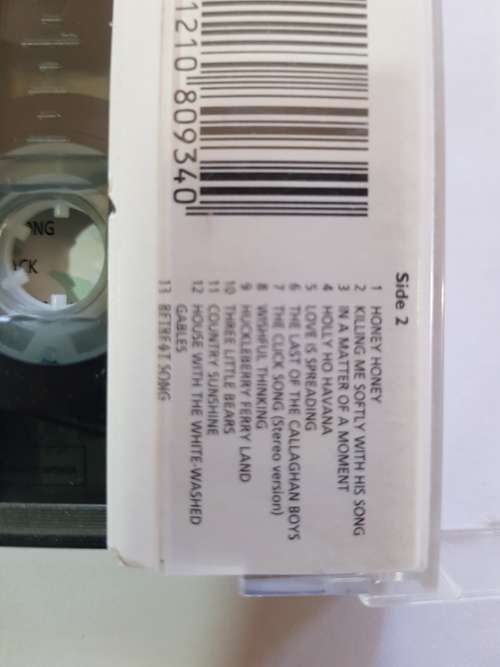 1210 809340
Side 2
1 HONEY HONEY
2 KILLING ME SOFTLY WITH HIS SONG
3 IN A MATTER OF A MOMENT
4 HOLLY HO HAVANA
5 LOVE IS SPREADING
6 THE LAST OF THE CALLAGHAN BOYS
7 THE CLICK SONG (Stereo version)
8 WISHFUL THINKING
9 HUCKLEBERRY FERRY LAND
10 THREE LITTLE BEARS
11 COUNTRY SUNSHINE
12 HOUSE WITH THE WHITE-WASHED
GABLES
13 RETREAT SONG